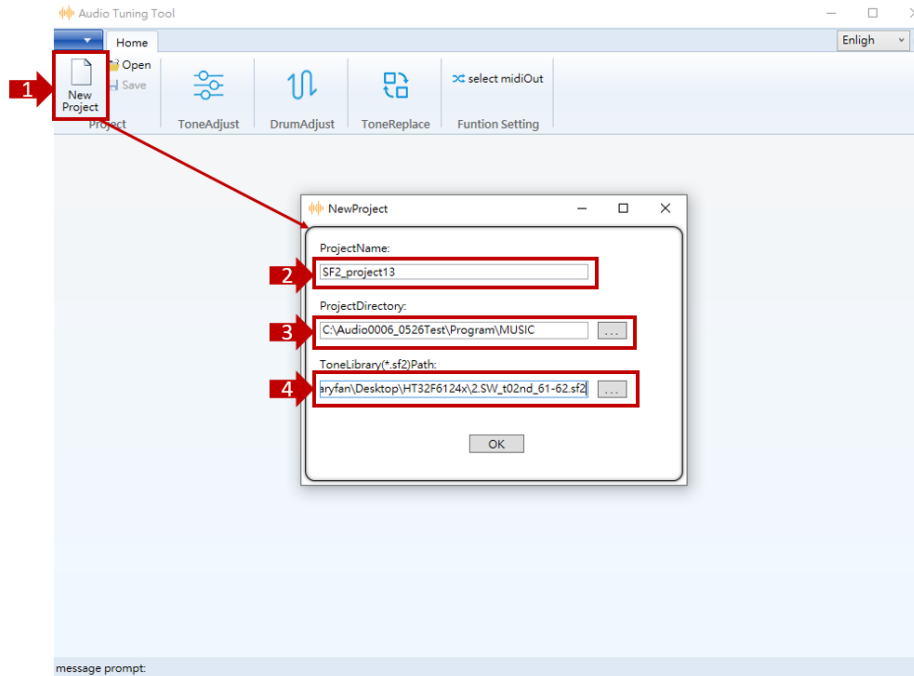 Audio Tuning Tool
Home
Enligh
1
New
Project
Open
Save
select midiOut
Project
ToneAdjust
DrumAdjust
ToneReplace
Funtion Setting
NewProject
ProjectName:
2
SF2_project13
ProjectDirectory:
3
C:\Audio0006_0526Test\Program\MUSIC
...
ToneLibrary(*.sf2)Path:
4
aryfan\Desktop\HT32F6124x\2.SW_t02nd_61-62.sf2
...
OK
message prompt: